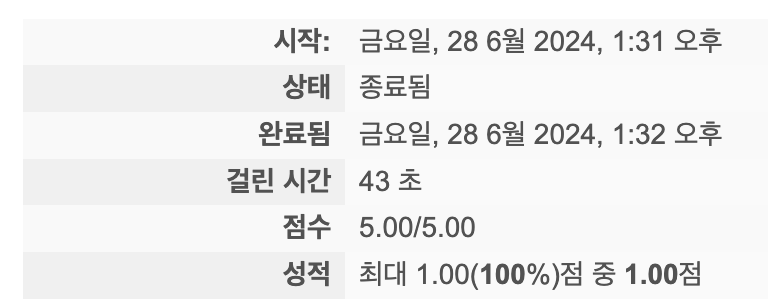 시작: 금요일, 28 6월 2024, 1:31 오후
상태 종료됨
완료됨 금요일, 28 6월 2024, 1:32 오후
걸린 시간 43 초
점수 5.00/5.00
성적 최대 1.00(100%)점 중 1.00점